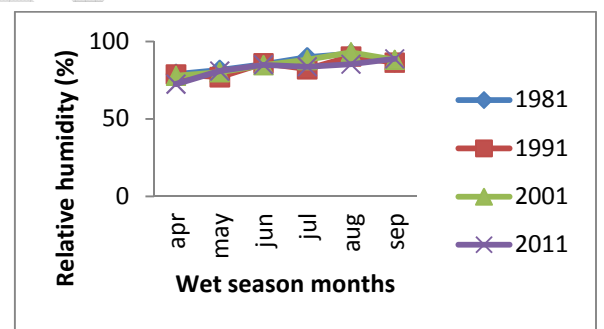 Relative humidity (%)
100
50
0
apr
may
jun
jul
aug
sep
Wet season months
1981
1991
2001
2011